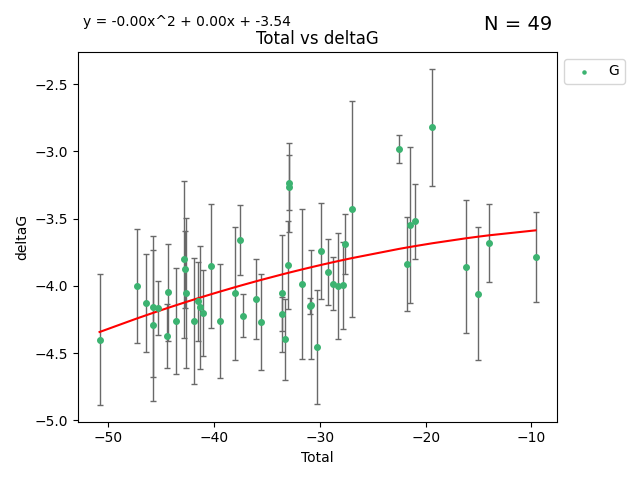 y = -0.00x^2 + 0.00x + -3.54
N = 49
Total vs deltaG
G
deltaG
−2.5
−3.0
−3.5
−4.0
−4.5
−5.0
−50 −40 −30 −20 −10
Total